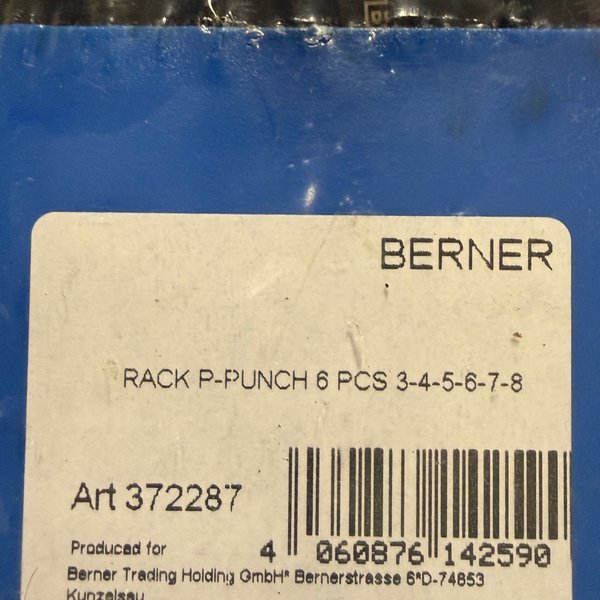 BERNER
RACK P-PUNCH 6 PCS 3-4-5-6-7-8
Art 372287
4 060876 142590
Produced for
Berner Trading Holding GmbH* Bernerstrasse 6*D-74653
Kunzelsau